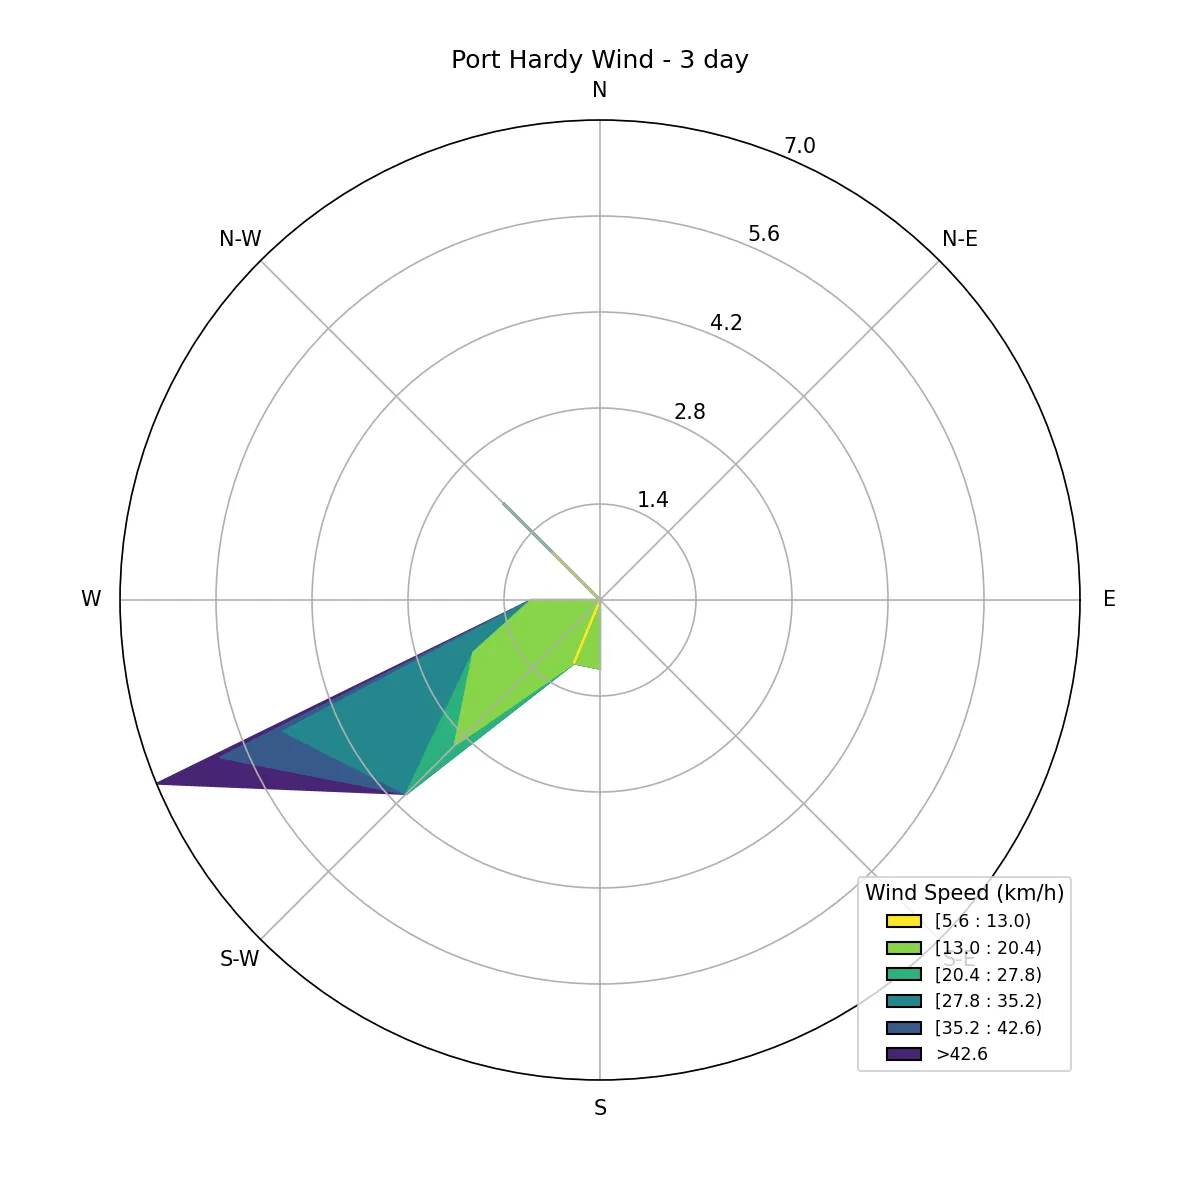 Port Hardy Wind - 3 day
N
7.0
N-W
5.6
N-E
4.2
2.8
1.4
W
E
S-W
S-E
Wind Speed (km/h)
[5.6 : 13.0)
[13.0 : 20.4)
[20.4 : 27.8)
[27.8 : 35.2)
[35.2 : 42.6)
>42.6
S